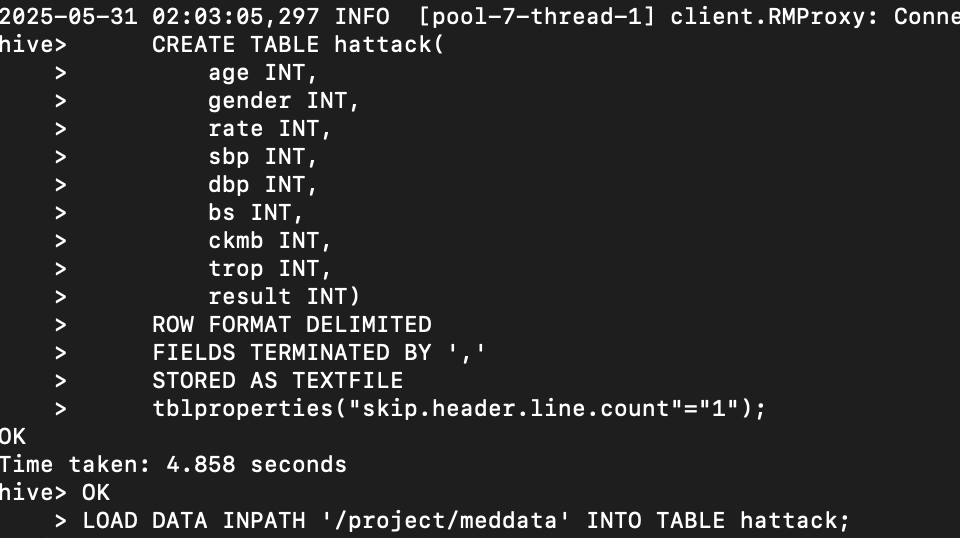 2025-05-31 02:03:05,297 INFO  [pool-7-thread-1] client.RMProxy: Conne
hive>      CREATE TABLE hattack(
    >          age INT,
    >          gender INT,
    >          rate INT,
    >          sbp INT,
    >          dbp INT,
    >          bs INT,
    >          ckmb INT,
    >          trop INT,
    >          result INT)
    >      ROW FORMAT DELIMITED
    >      FIELDS TERMINATED BY ','
    >      STORED AS TEXTFILE
    >      tblproperties("skip.header.line.count"="1");
OK
Time taken: 4.858 seconds
hive> OK
    > LOAD DATA INPATH '/project/meddata' INTO TABLE hattack;